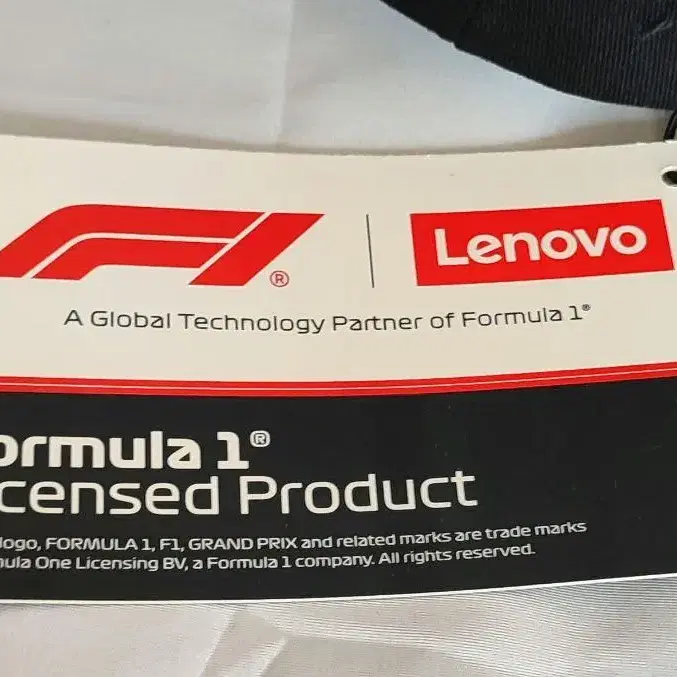 F1® | Lenovo
A Global Technology Partner of Formula 1®
ormula 1®
censed Product
logo, FORMULA 1, F1, GRAND PRIX and related marks are trade marks
ula One Licensing BV, a Formula 1 company. All rights reserved.